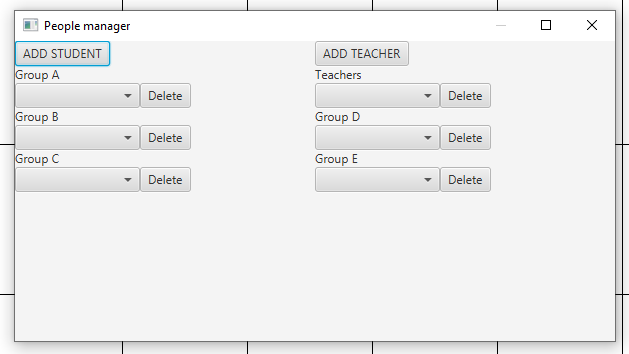 People manager
ADD STUDENT ADD TEACHER
Group A Teachers
Delete Delete
Group B Group D
Delete Delete
Group C Group E
Delete Delete